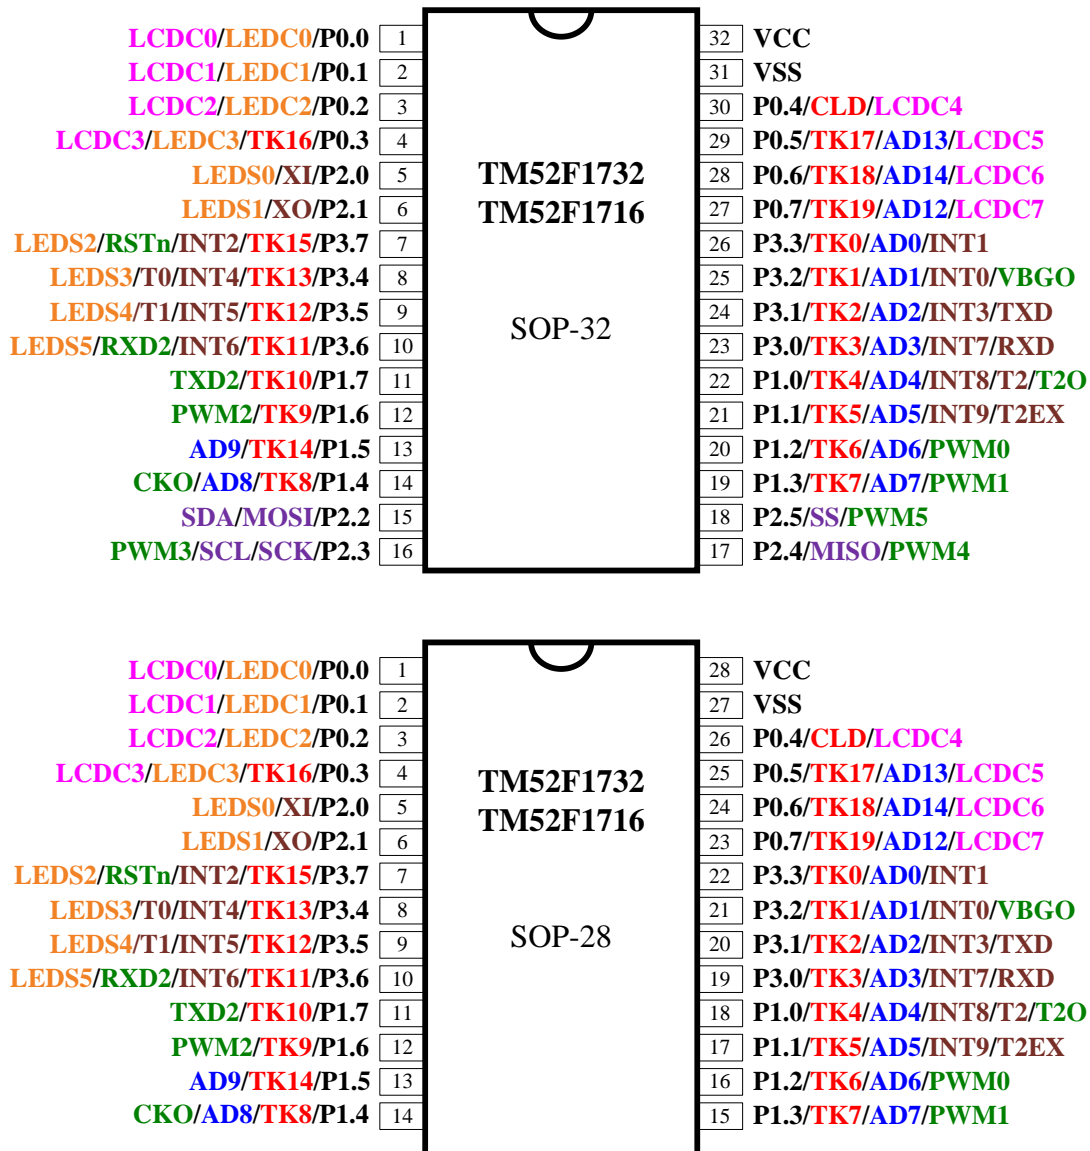 LCDC0/LEDC0/P0.0 1 32 VCC
LCDC1/LEDC1/P0.1 2 31 VSS
LCDC2/LEDC2/P0.2 3 30 P0.4/CLD/LCDC4
LCDC3/LEDC3/TK16/P0.3 4 29 P0.5/TK17/AD13/LCDC5
LEDS0/XI/P2.0 5 TM52F1732 28 P0.6/TK18/AD14/LCDC6
LEDS1/XO/P2.1 6 TM52F1716 27 P0.7/TK19/AD12/LCDC7
LEDS2/RSTn/INT2/TK15/P3.7 7 26 P3.3/TK0/AD0/INT1
LEDS3/T0/INT4/TK13/P3.4 8 25 P3.2/TK1/AD1/INT0/VBGO
LEDS4/T1/INT5/TK12/P3.5 9 SOP-32 24 P3.1/TK2/AD2/INT3/TXD
LEDS5/RXD2/INT6/TK11/P3.6 10 23 P3.0/TK3/AD3/INT7/RXD
TXD2/TK10/P1.7 11 22 P1.0/TK4/AD4/INT8/T2/T2O
PWM2/TK9/P1.6 12 21 P1.1/TK5/AD5/INT9/T2EX
AD9/TK14/P1.5 13 20 P1.2/TK6/AD6/PWM0
CKO/AD8/TK8/P1.4 14 19 P1.3/TK7/AD7/PWM1
SDA/MOSI/P2.2 15 18 P2.5/SS/PWM5
PWM3/SCL/SCK/P2.3 16 17 P2.4/MISO/PWM4
LCDC0/LEDC0/P0.0 1 28 VCC
LCDC1/LEDC1/P0.1 2 27 VSS
LCDC2/LEDC2/P0.2 3 26 P0.4/CLD/LCDC4
LCDC3/LEDC3/TK16/P0.3 4 TM52F1732 25 P0.5/TK17/AD13/LCDC5
LEDS0/XI/P2.0 5 TM52F1716 24 P0.6/TK18/AD14/LCDC6
LEDS1/XO/P2.1 6 23 P0.7/TK19/AD12/LCDC7
LEDS2/RSTn/INT2/TK15/P3.7 7 22 P3.3/TK0/AD0/INT1
LEDS3/T0/INT4/TK13/P3.4 8 21 P3.2/TK1/AD1/INT0/VBGO
LEDS4/T1/INT5/TK12/P3.5 9 SOP-28 20 P3.1/TK2/AD2/INT3/TXD
LEDS5/RXD2/INT6/TK11/P3.6 10 19 P3.0/TK3/AD3/INT7/RXD
TXD2/TK10/P1.7 11 18 P1.0/TK4/AD4/INT8/T2/T2O
PWM2/TK9/P1.6 12 17 P1.1/TK5/AD5/INT9/T2EX
AD9/TK14/P1.5 13 16 P1.2/TK6/AD6/PWM0
CKO/AD8/TK8/P1.4 14 15 P1.3/TK7/AD7/PWM1